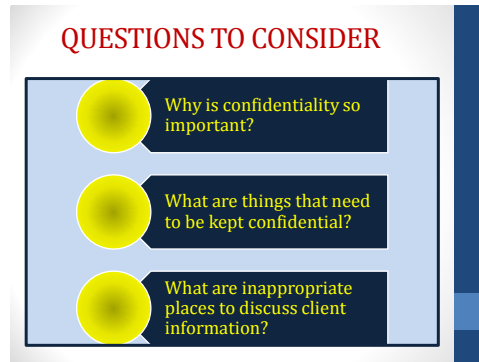 QUESTIONS TO CONSIDER
Why is confidentiality so
important?
What are things that need
to be kept confidential?
What are inappropriate
places to discuss client
information?